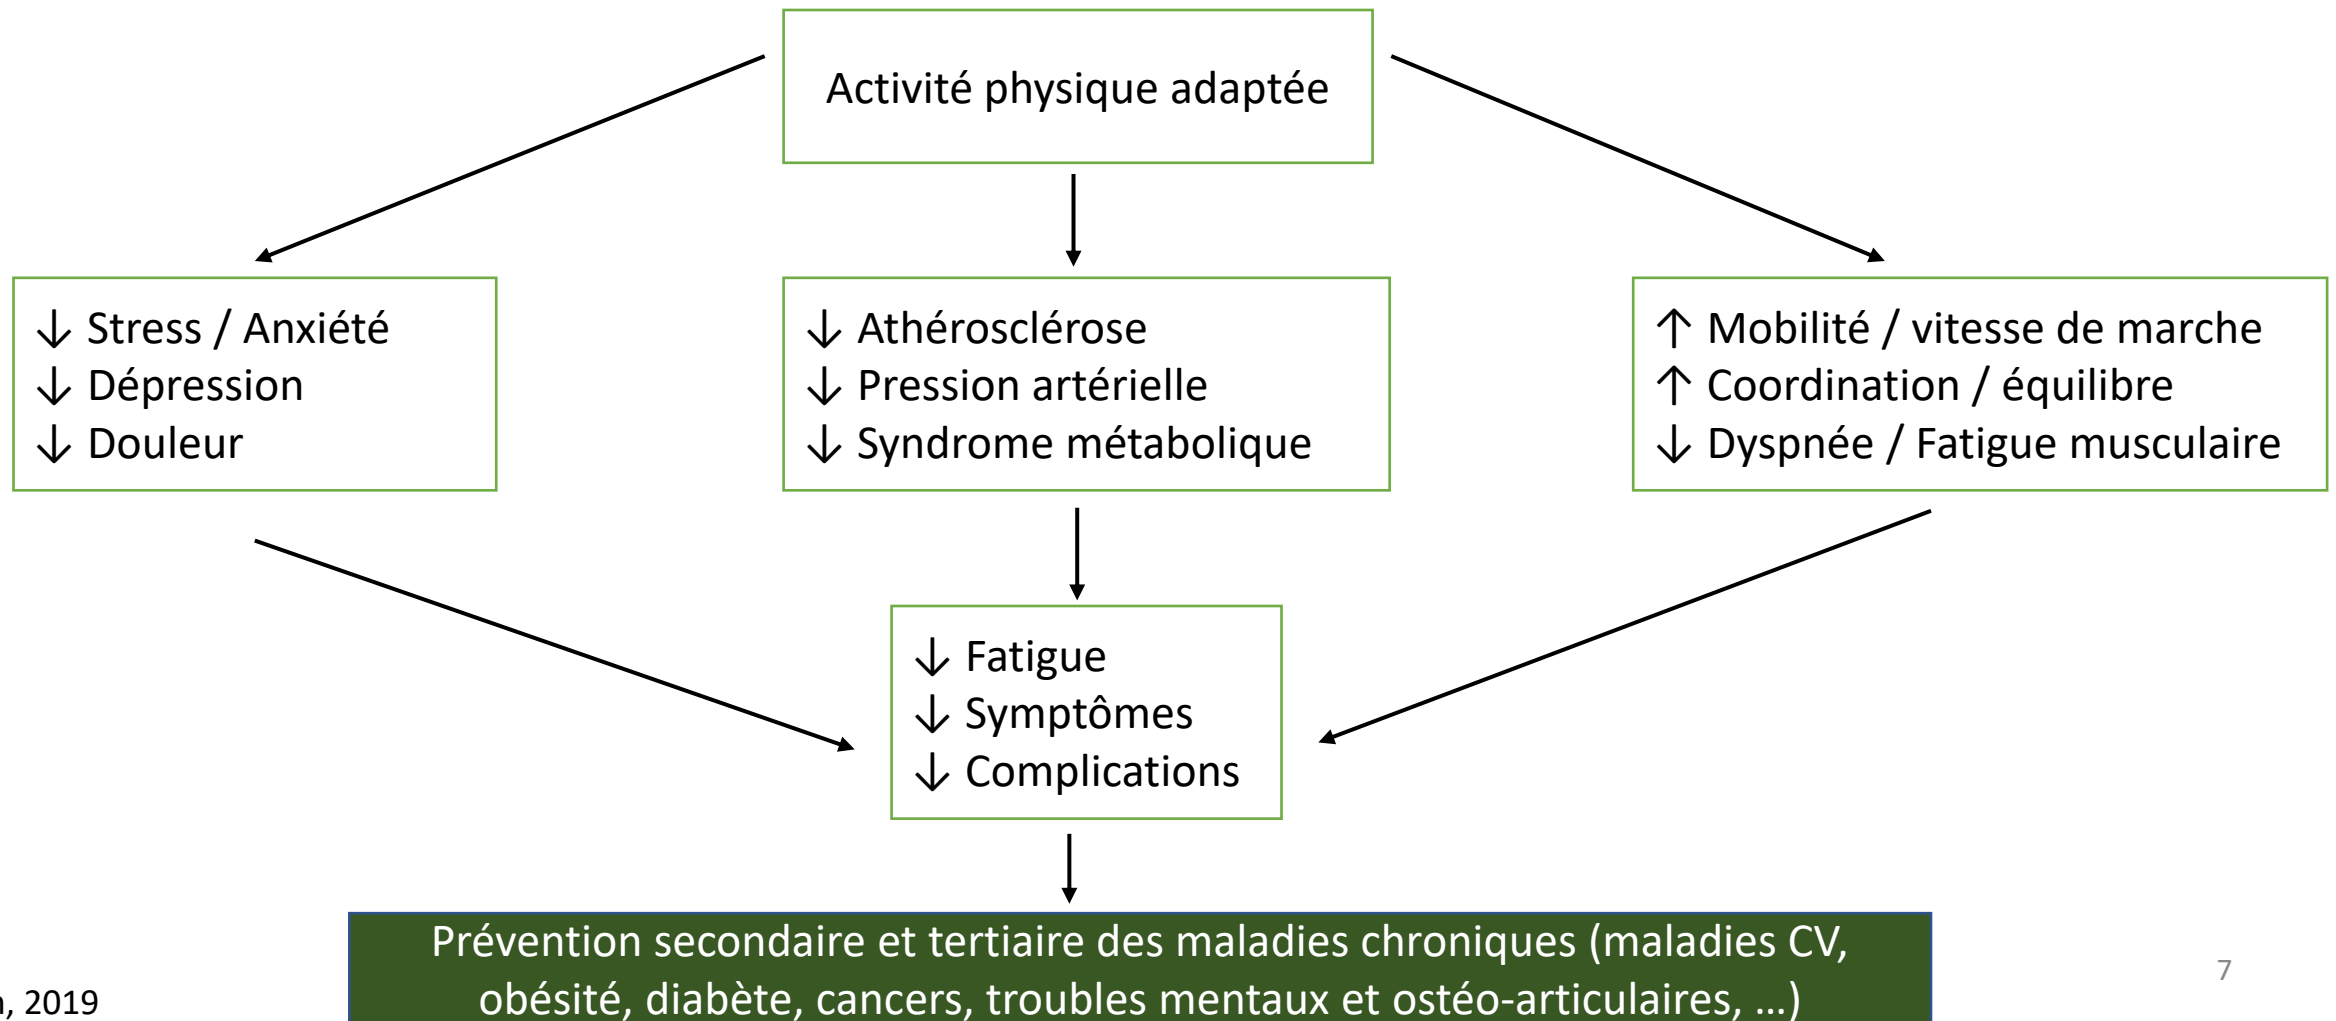 Activité physique adaptée
↓ Stress / Anxiété
↓ Dépression
↓ Douleur
↓ Athérosclérose
↓ Pression artérielle
↓ Syndrome métabolique
↑ Mobilité / vitesse de marche
↑ Coordination / équilibre
↓ Dyspnée / Fatigue musculaire
↓ Fatigue
↓ Symptômes
↓ Complications
Prévention secondaire et tertiaire des maladies chroniques (maladies CV,
obésité, diabète, cancers, troubles mentaux et ostéo-articulaires, …)
7
, 2019